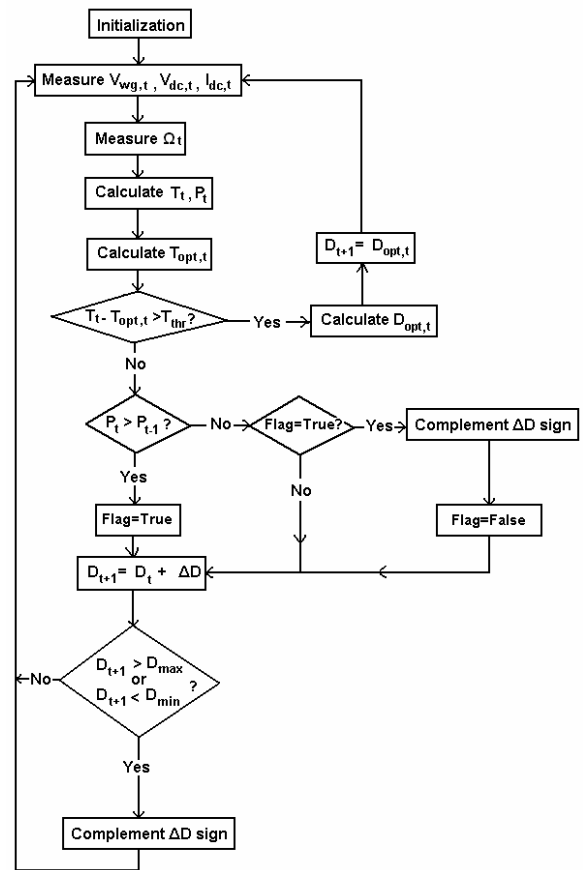 Initialization
Measure V_wg,t , V_dc,t , I_dc,t
Measure Ω_t
Calculate T_t , P_t
Calculate T_opt,t
D_t+1 = D_opt,t
T_t - T_opt,t > T_thr ?
Yes
Calculate D_opt,t
No
P_t > P_t-1 ?
No
Flag=True?
Yes
Complement ΔD sign
Yes
No
Flag=True
Flag=False
D_t+1 = D_t + ΔD
D_t+1 > D_max
or
D_t+1 < D_min
?
No
Yes
Complement ΔD sign